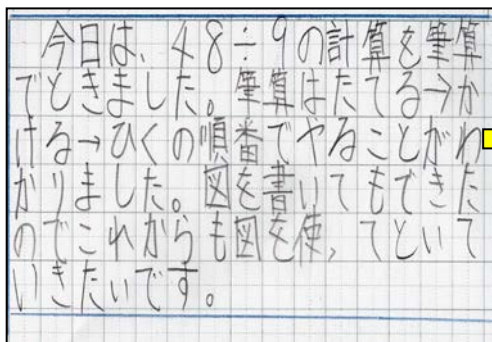 今日は、48÷9の計算を筆算
でときました。筆算はたてる→か
ける→ひくの順番でやることがわ
かりました。図を書いてもできた
のでこれからも図を使ってといて
いきたいです。